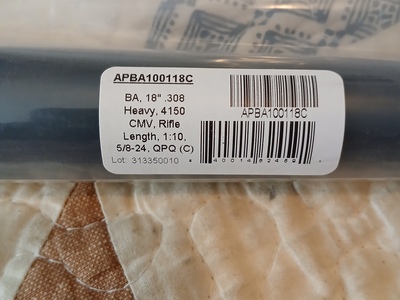 APBA100118C
BA, 18" .308
Heavy, 4150
CMV, Rifle
Length, 1:10,
5/8-24, QPQ (C)
Lot: 313350010
APBA100118C